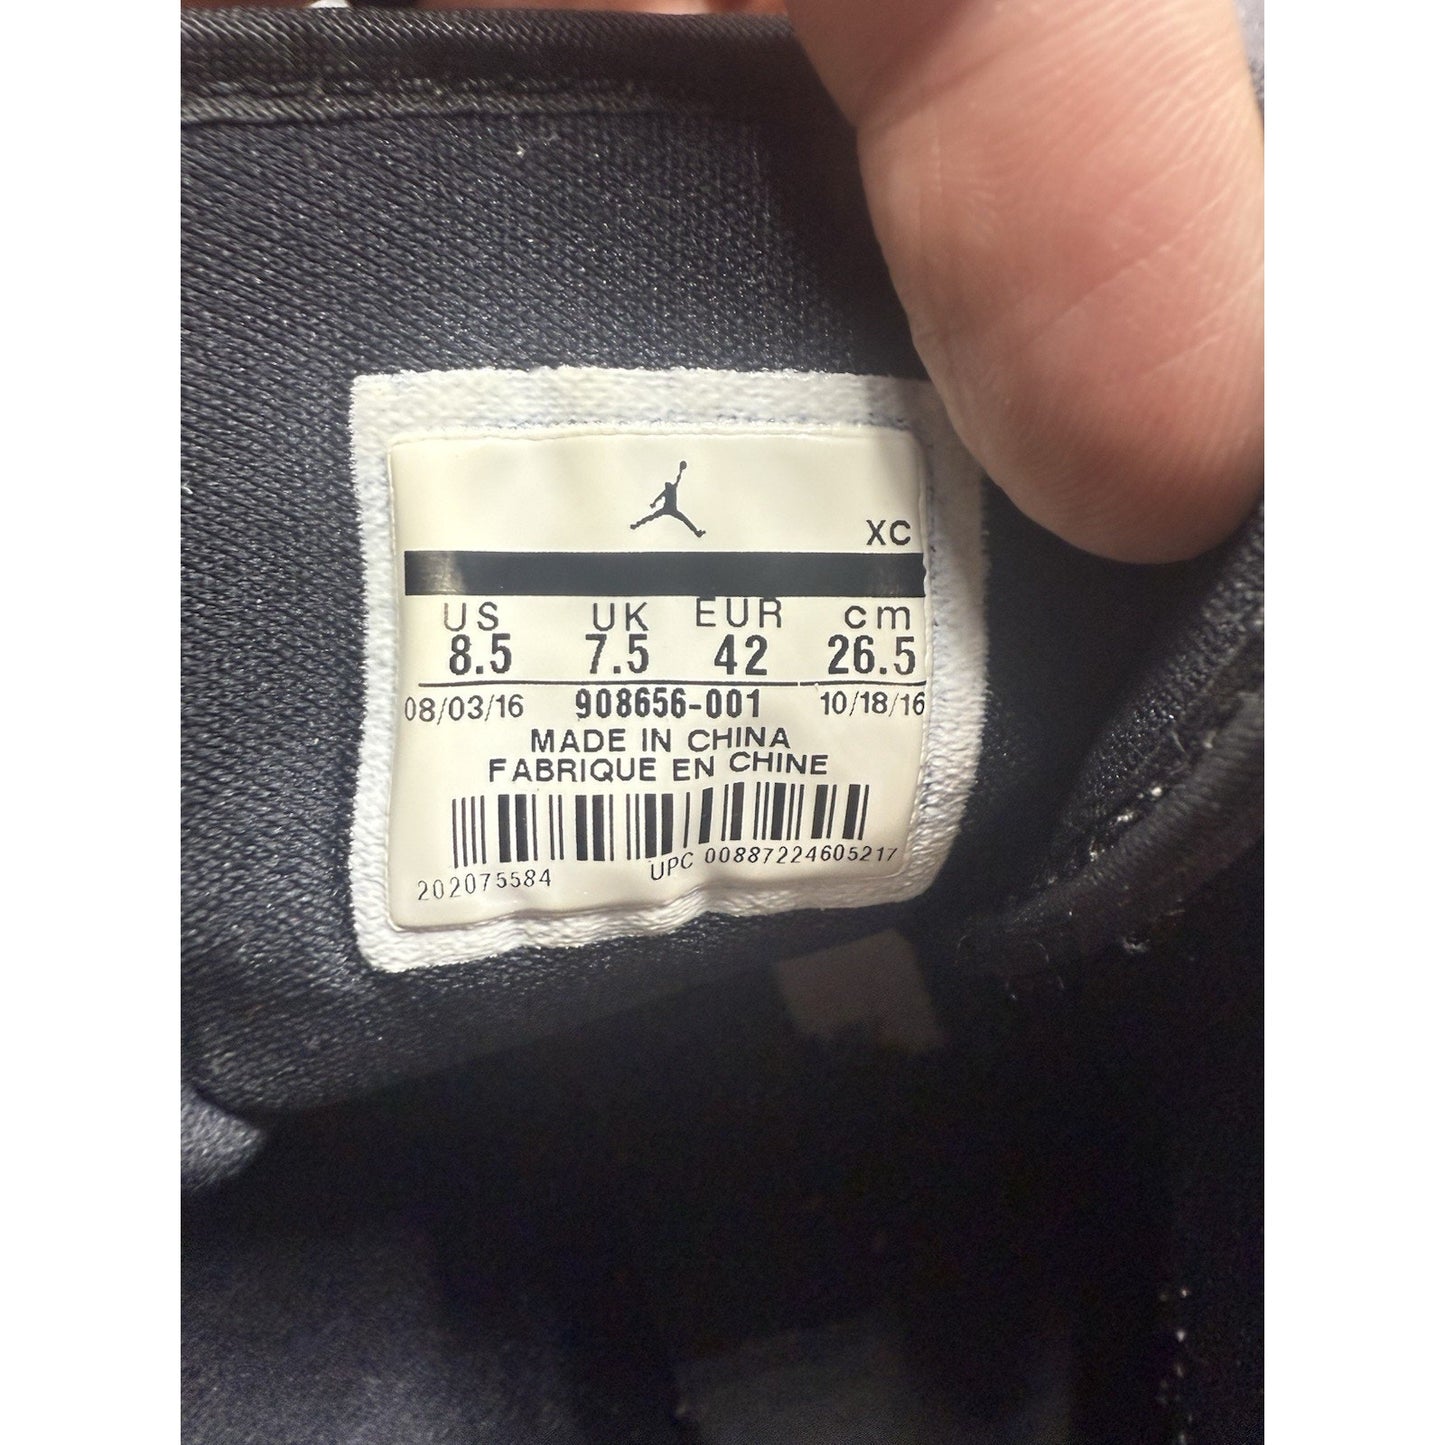 XC
US UK EUR cm
8.5 7.5 42 26.5
08/03/16 908656-001 10/18/16
MADE IN CHINA
FABRIQUE EN CHINE
202075584 UPC 00887224605217